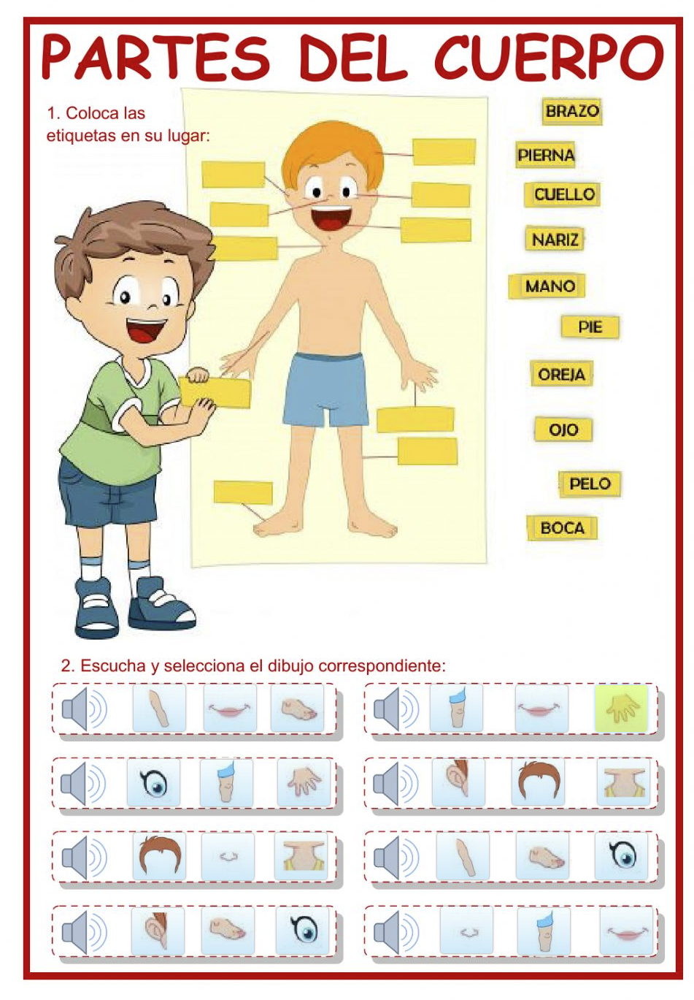 PARTES DEL CUERPO
1. Coloca las
etiquetas en su lugar:
BRAZO
PIERNA
CUELLO
NARIZ
MANO
PIE
OREJA
OJO
PELO
BOCA
2. Escucha y selecciona el dibujo correspondiente: